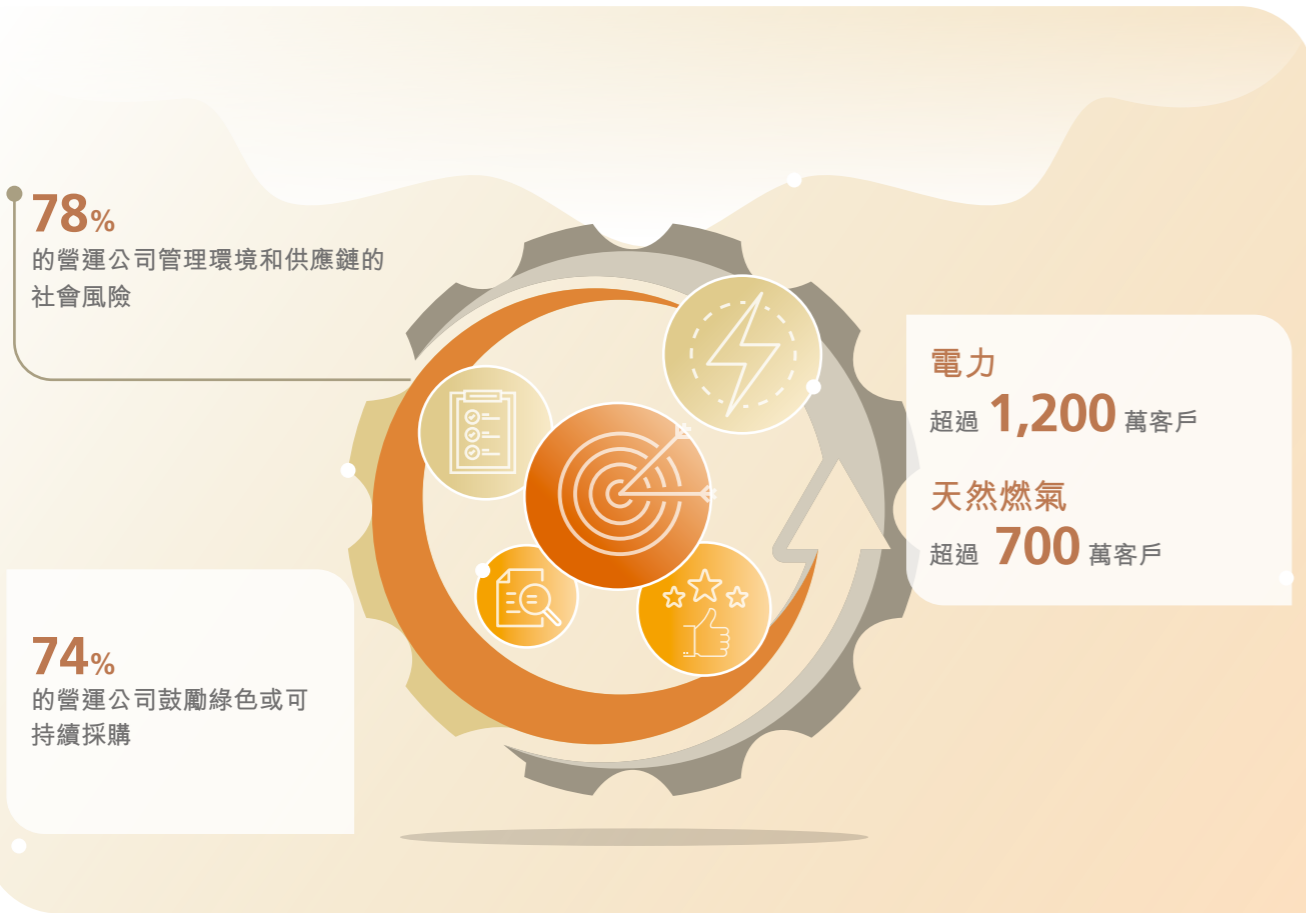 78%
的營運公司管理環境和供應鏈的
社會風險
74%
的營運公司鼓勵綠色或可
持續採購
電力
超過 1,200 萬客戶
天然燃氣
超過 700 萬客戶